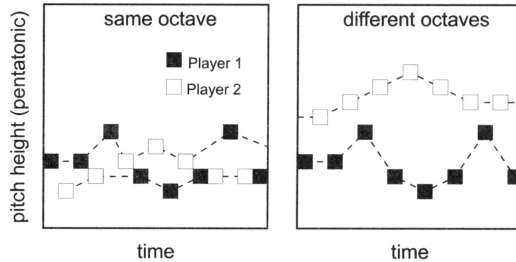 same octave
different octaves
Player 1
Player 2
pitch height (pentatonic)
time
time